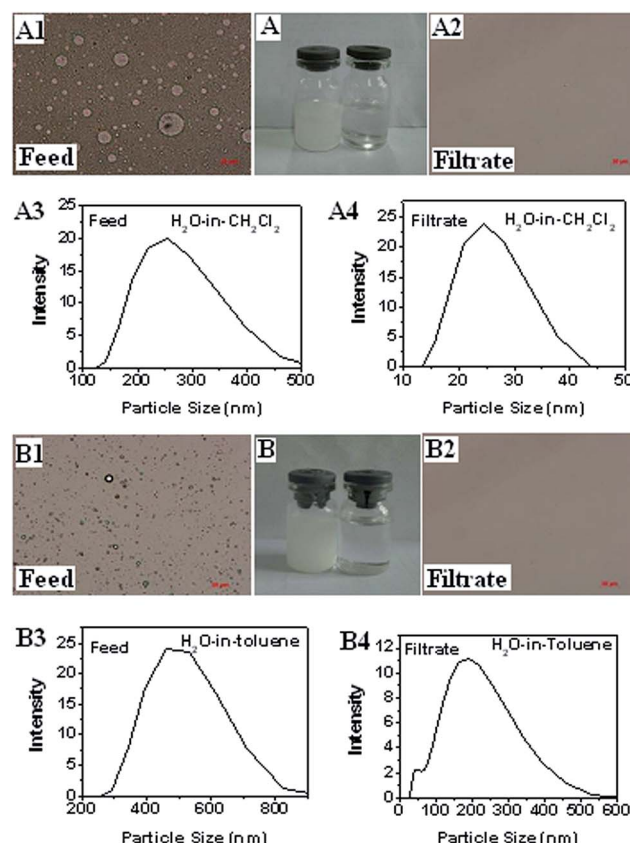 A1
Feed
A
A2
Filtrate
A3
Feed
H₂O-in-CH₂Cl₂
Intensity
25
20
15
10
5
0
100 200 300 400 500
Particle Size (nm)
A4
Filtrate
H₂O-in-CH₂Cl₂
Intensity
25
20
15
10
5
0
10 20 30 40 50
Particle Size (nm)
B1
Feed
B
B2
Filtrate
B3
Feed
H₂O-in-toluene
Intensity
25
20
15
10
5
0
200 400 600 800
Particle Size (nm)
B4
Filtrate
H₂O-in-Toluene
Intensity
12
10
8
6
4
2
0
0 100 200 300 400 500 600
Particle Size (nm)